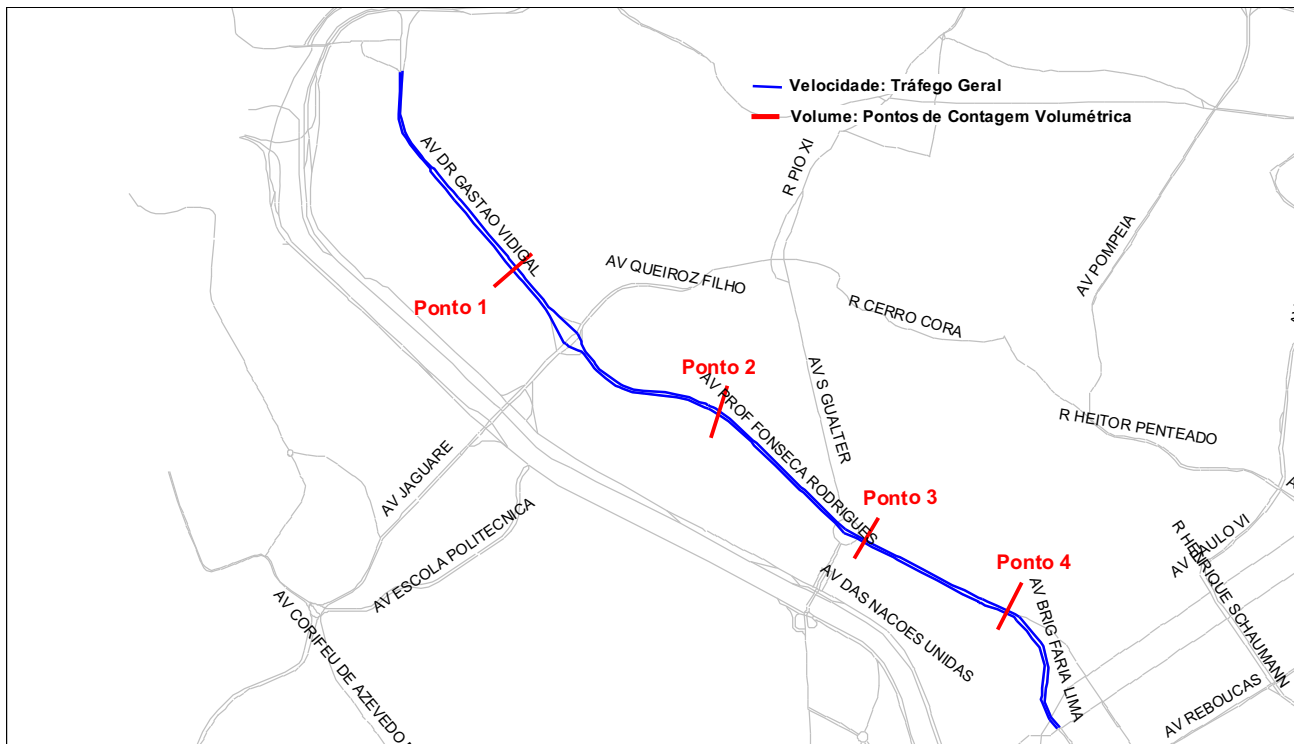 Velocidade: Tráfego Geral
Volume: Pontos de Contagem Volumétrica
AV DR GASTAO VIDIGAL
R PIO XI
AV POMPEIA
AV QUEIROZ FILHO
Ponto 1
R CERRO CORA
Ponto 2
AV S GUALTER
AV PROF FONSECA RODRIGUES
R HEITOR PENTEADO
AV JAGUARE
Ponto 3
AV ESCOLA POLITECNICA
AV PAULO VI
R HENRIQUE SCHAUMANN
Ponto 4
AV DAS NACOES UNIDAS
AV BRIG FARIA LIMA
AV CORIFEU DE AZEVEDO
AV REBOUCAS